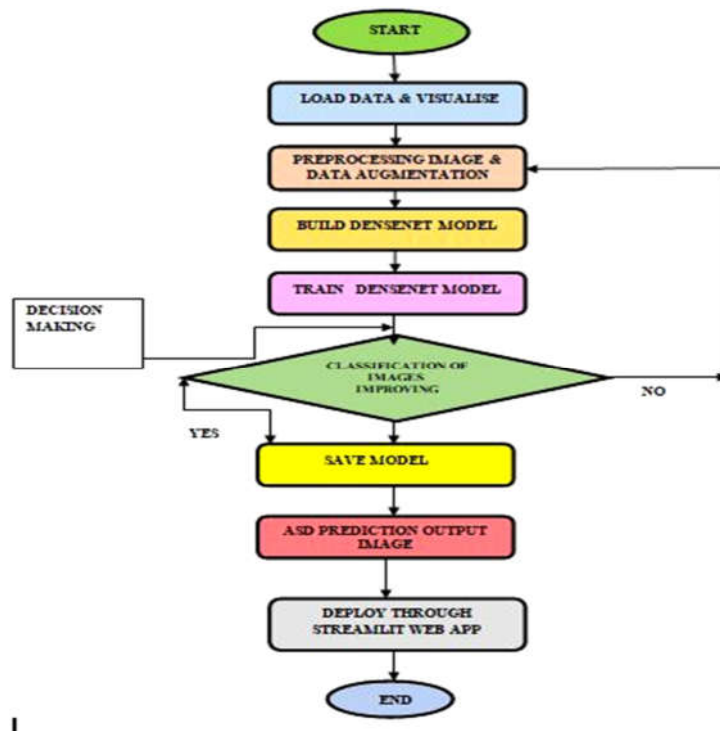 START
LOAD DATA & VISUALISE
PREPROCESSING IMAGE &
DATA AUGMENTATION
BUILD DENSENET MODEL
TRAIN DENSENET MODEL
DECISION
MAKING
CLASSIFICATION OF
IMAGES
IMPROVING
NO
YES
SAVE MODEL
ASD PREDICTION OUTPUT
IMAGE
DEPLOY THROUGH
STREAMLIT WEB APP
END